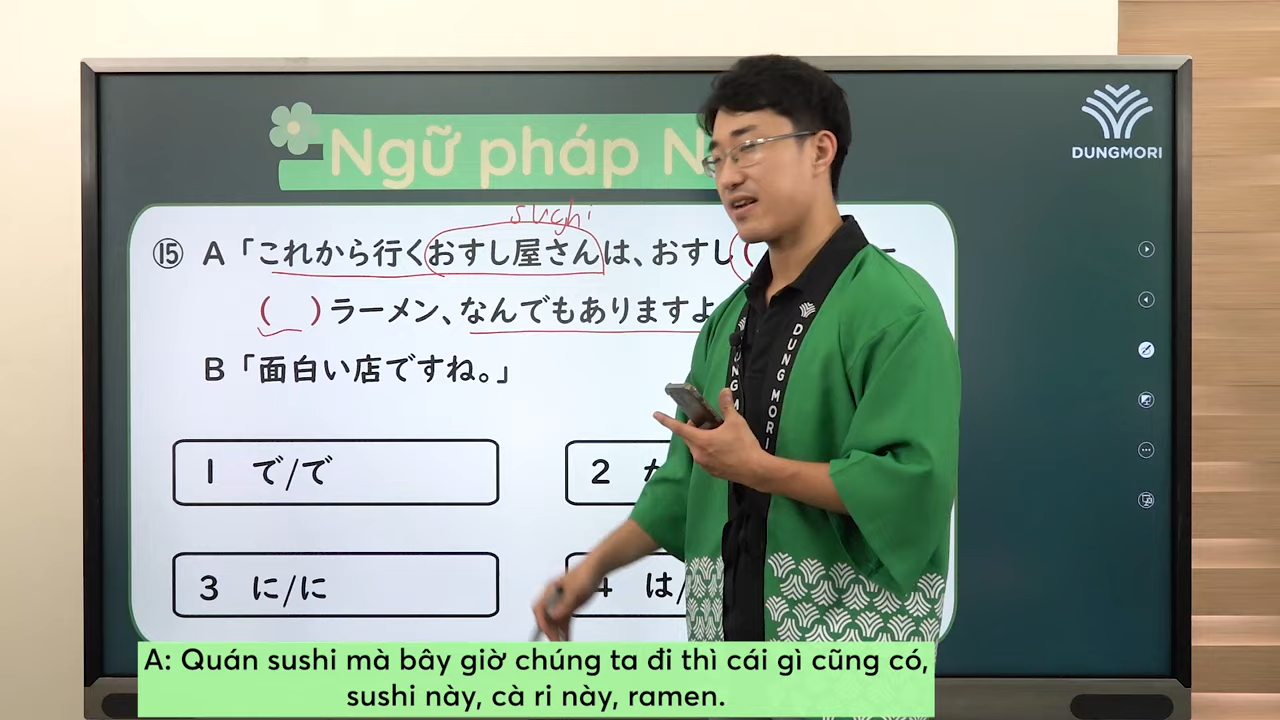 Ngữ pháp N
DUNGMORI
suchi
⑮ A「これから行くおすし屋さんは、おすし( ー
( )ラーメン、なんでもありますよ
B「面白い店ですね。」
1 で/で
2
3 に/に
4 は/
DUNG MORI
A: Quán sushi mà bây giờ chúng ta đi thì cái gì cũng có,
sushi này, cà ri này, ramen.